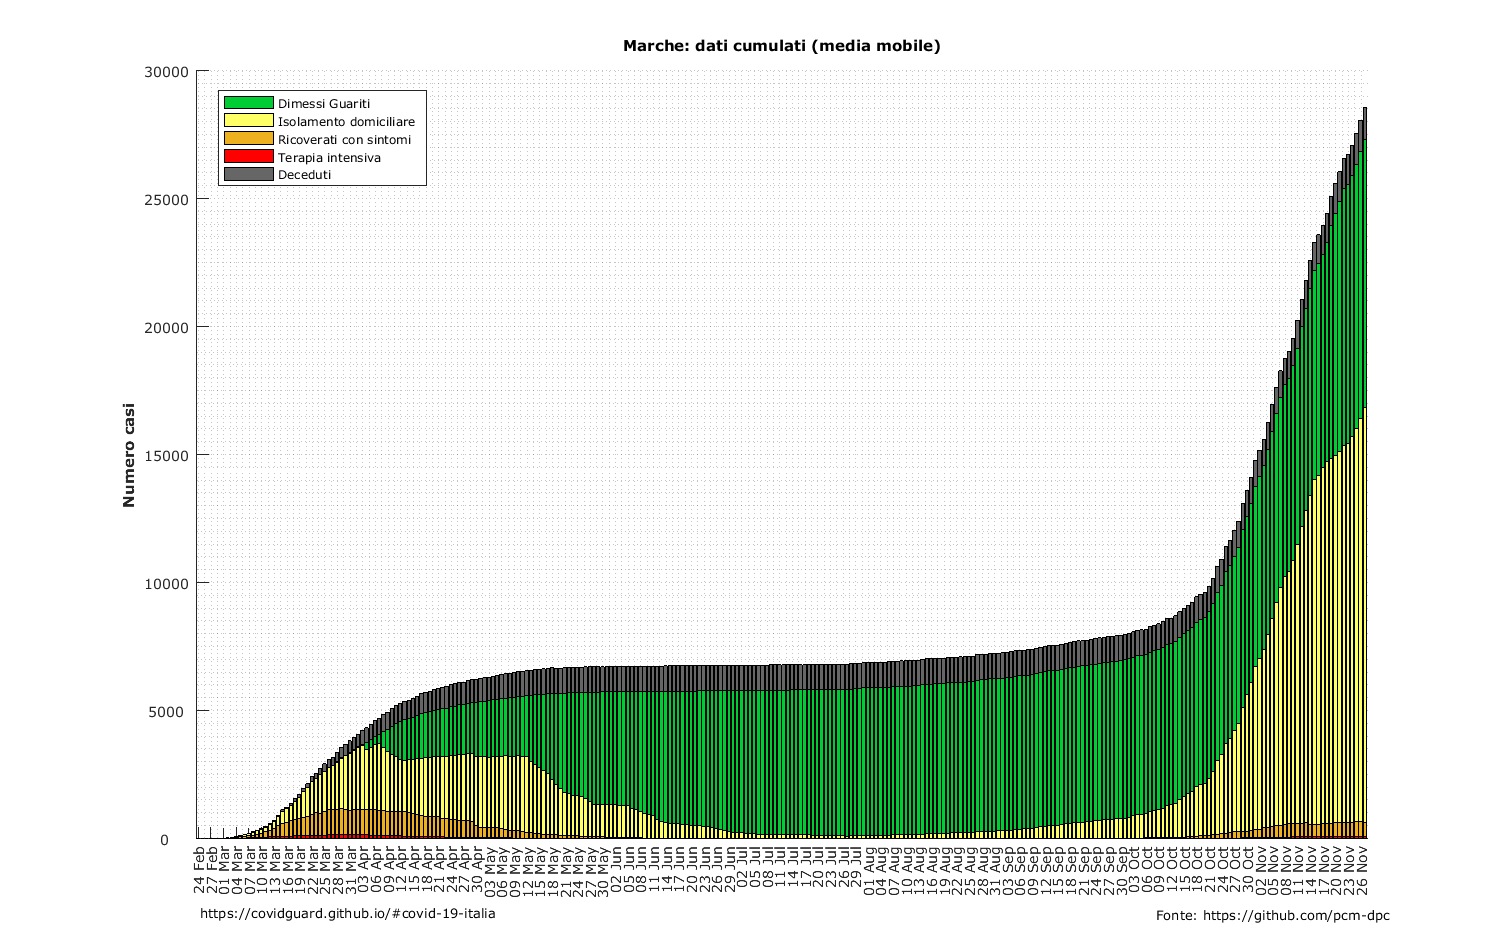 Marche: dati cumulati (media mobile)
30000
25000
20000
15000
10000
5000
0
Numero casi
Dimessi Guariti
Isolamento domiciliare
Ricoverati con sintomi
Terapia intensiva
Deceduti
24 Feb
27 Feb
01 Mar
04 Mar
07 Mar
10 Mar
13 Mar
16 Mar
19 Mar
22 Mar
25 Mar
28 Mar
31 Mar
03 Apr
06 Apr
09 Apr
12 Apr
15 Apr
18 Apr
21 Apr
24 Apr
27 Apr
30 Apr
03 May
06 May
09 May
12 May
15 May
18 May
21 May
24 May
27 May
30 May
02 Jun
05 Jun
08 Jun
11 Jun
14 Jun
17 Jun
20 Jun
23 Jun
26 Jun
29 Jun
02 Jul
05 Jul
08 Jul
11 Jul
14 Jul
17 Jul
20 Jul
23 Jul
26 Jul
29 Jul
01 Aug
04 Aug
07 Aug
10 Aug
13 Aug
16 Aug
19 Aug
22 Aug
25 Aug
28 Aug
31 Aug
03 Sep
06 Sep
09 Sep
12 Sep
15 Sep
18 Sep
21 Sep
24 Sep
27 Sep
30 Sep
03 Oct
06 Oct
09 Oct
12 Oct
15 Oct
18 Oct
21 Oct
24 Oct
27 Oct
30 Oct
02 Nov
05 Nov
08 Nov
11 Nov
14 Nov
17 Nov
20 Nov
23 Nov
26 Nov
https://covidguard.github.io/#covid-19-italia
Fonte: https://github.com/pcm-dpc